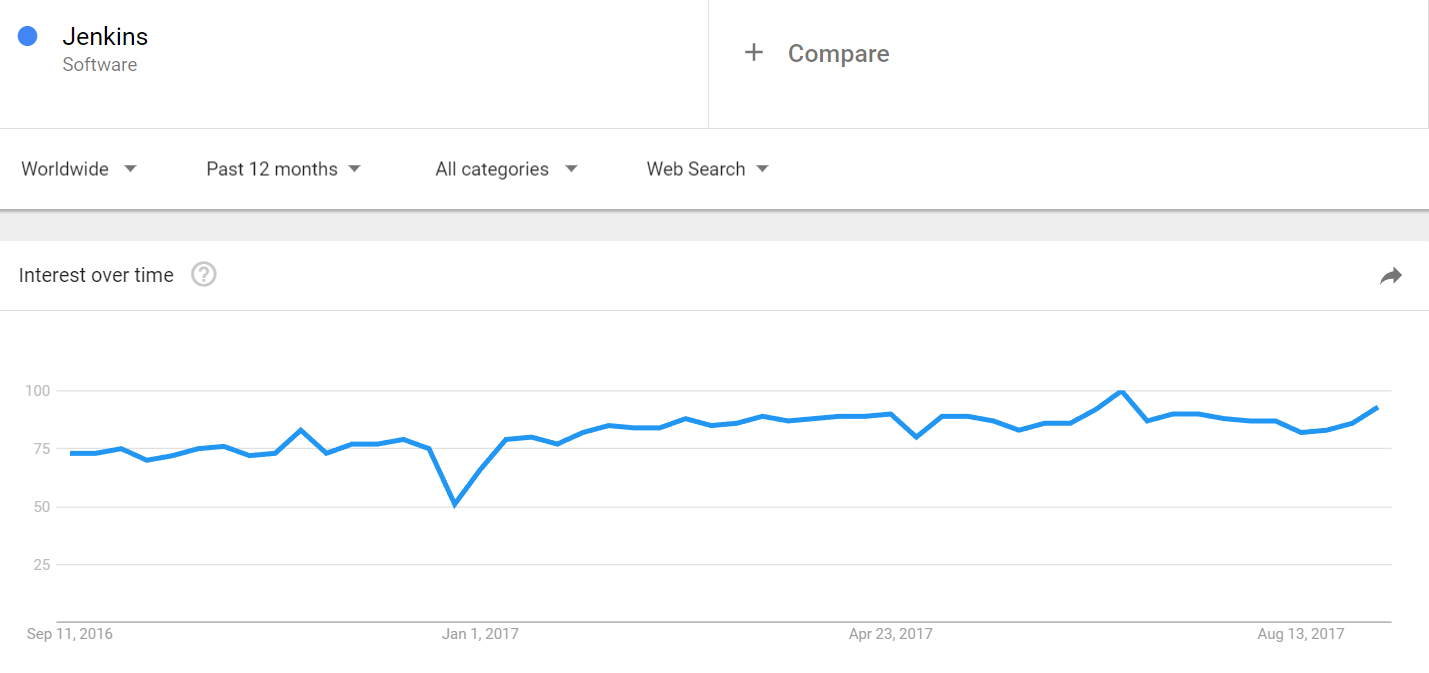 Jenkins
Software
+ Compare
Worldwide
Past 12 months
All categories
Web Search
Interest over time ?
100
75
50
25
Sep 11, 2016
Jan 1, 2017
Apr 23, 2017
Aug 13, 2017